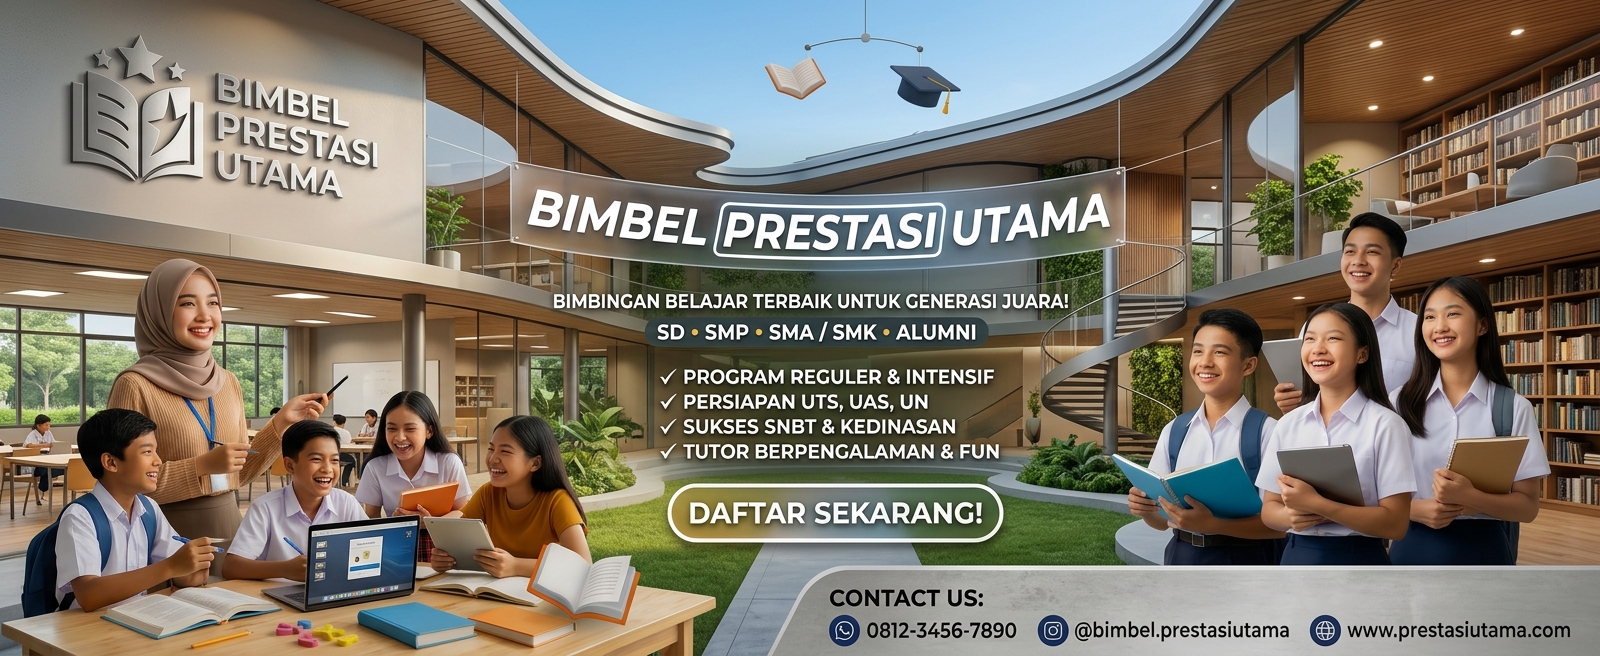 BIMBEL
PRESTASI
UTAMA
BIMBEL PRESTASI UTAMA
BIMBINGAN BELAJAR TERBAIK UNTUK GENERASI JUARA!
SD • SMP • SMA / SMK • ALUMNI
✓ PROGRAM REGULER & INTENSIF
✓ PERSIAPAN UTS, UAS, UN
✓ SUKSES SNBT & KEDINASAN
✓ TUTOR BERPENGALAMAN & FUN
DAFTAR SEKARANG!
CONTACT US:
0812-3456-7890 @bimbel.prestasiutama www.prestasiutama.com